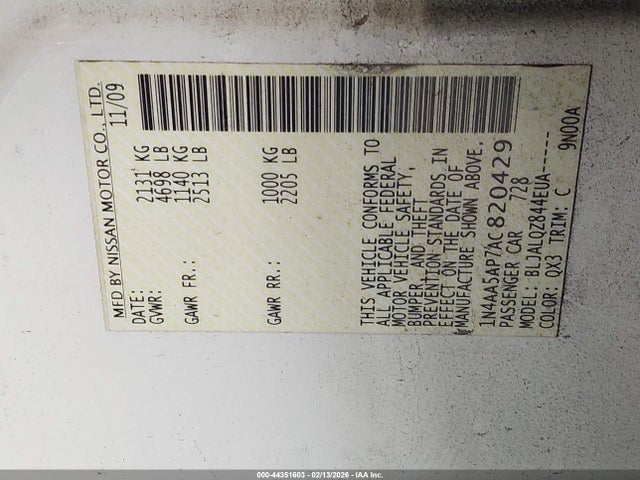 MFD BY NISSAN MOTOR CO., LTD.
DATE: 11/09
GVWR: 2131 KG
4698 LB
GAWR FR.: 1140 KG
2513 LB
GAWR RR.: 1000 KG
2205 LB
THIS VEHICLE CONFORMS TO
ALL APPLICABLE FEDERAL
MOTOR VEHICLE SAFETY,
BUMPER, AND THEFT
PREVENTION STANDARDS IN
EFFECT ON THE DATE OF
MANUFACTURE SHOWN ABOVE.
1N4AA5AP7AC820429
PASSENGER CAR 728
MODEL: BLJALQZ844EUA-----
COLOR: QX3 TRIM: C 9N00A
000-44351603 - 02/13/2026 - IAA Inc.